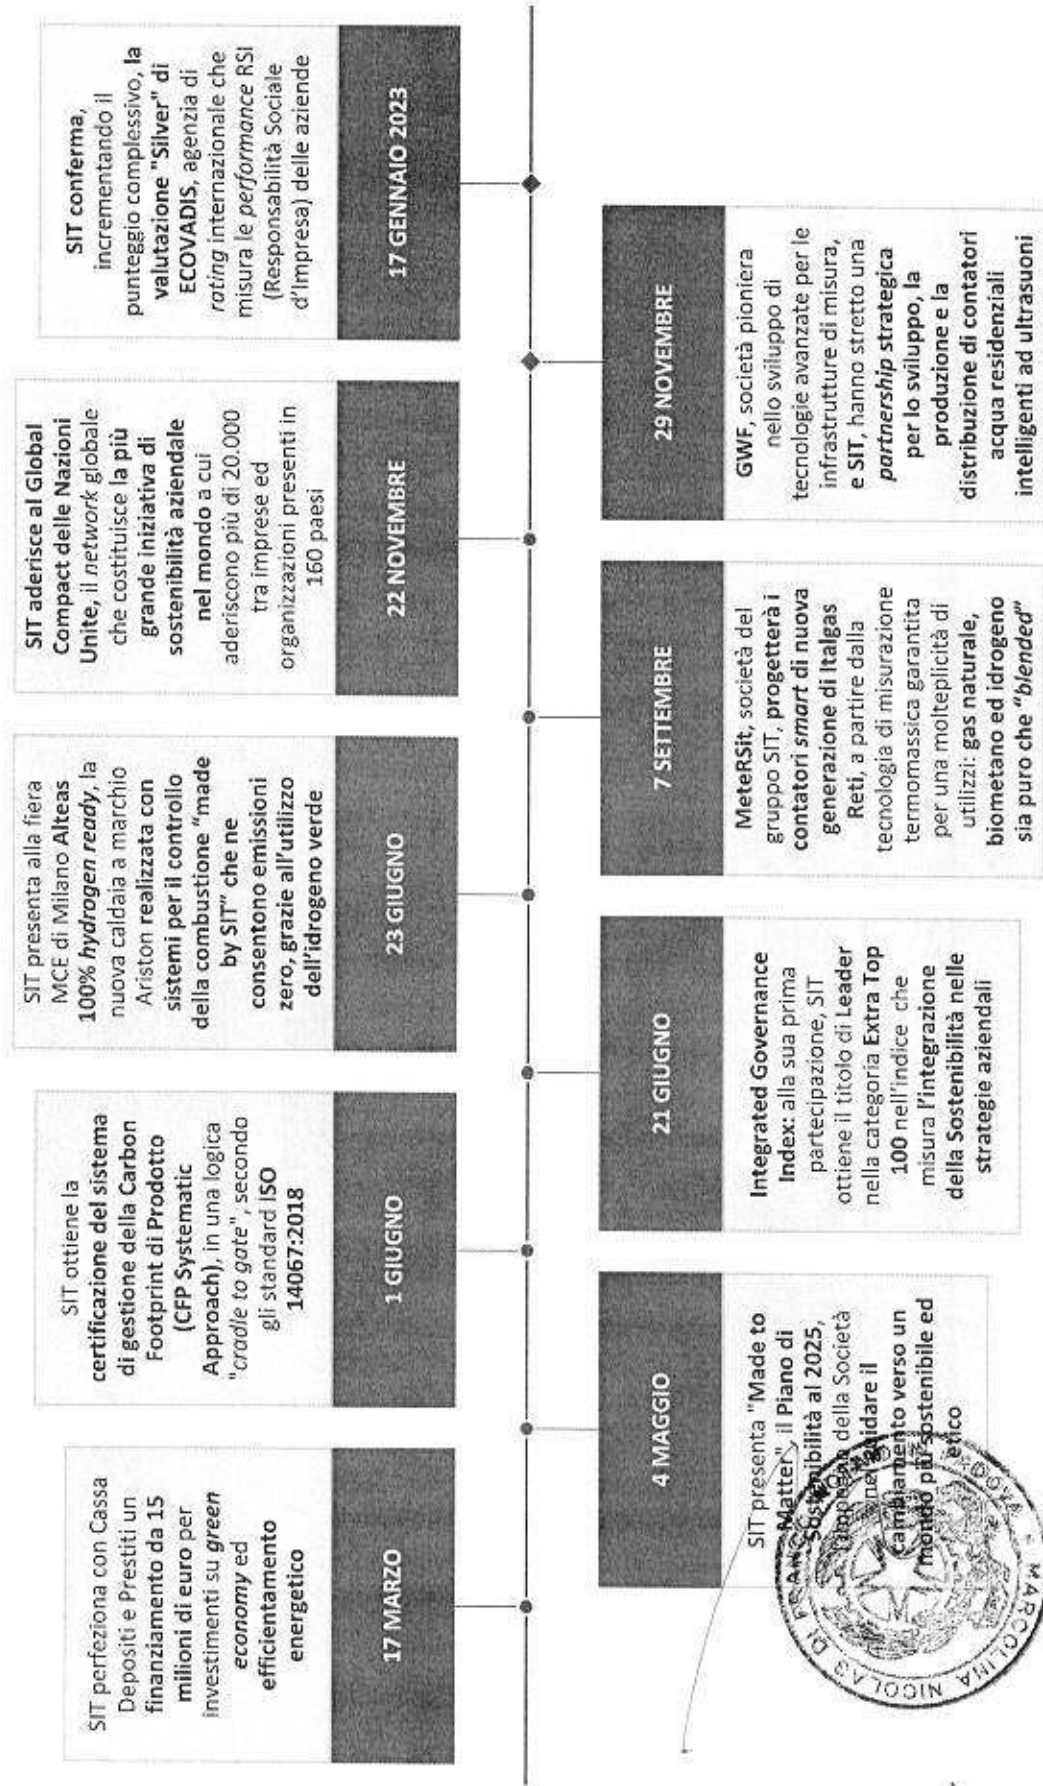 SIT perfeziona con Cassa
Depositi e Prestiti un
finanziamento da 15
milioni di euro per
investimenti su green
economy ed
efficientamento
energetico
17 MARZO
4 MAGGIO
SIT presenta "Made to
Matter", il Piano di
Sostenibilità al 2025,
della Società
guidare il
cambiamento verso un
mondo più sostenibile ed
etico
SIT ottiene la
certificazione del sistema
di gestione della Carbon
Footprint di Prodotto
(CFP Systematic
Approach), in una logica
"cradle to gate", secondo
gli standard ISO
14067:2018
1 GIUGNO
21 GIUGNO
Integrated Governance
Index: alla sua prima
partecipazione, SIT
ottiene il titolo di Leader
nella categoria Extra Top
100 nell'indice che
misura l'integrazione
della Sostenibilità nelle
strategie aziendali
SIT presenta alla fiera
MCE di Milano Alteas
100% hydrogen ready, la
nuova caldaia a marchio
Ariston realizzata con
sistemi per il controllo
della combustione "made
by SIT" che ne
consentono emissioni
zero, grazie all'utilizzo
dell'idrogeno verde
23 GIUGNO
7 SETTEMBRE
MeteRSit, società del
gruppo SIT, progetterà i
contatori smart di nuova
generazione di Italgas
Reti, a partire dalla
tecnologia di misurazione
termomassica garantita
per una molteplicità di
utilizzi: gas naturale,
biometano ed idrogeno
sia puro che "blended"
SIT aderisce al Global
Compact delle Nazioni
Unite, il network globale
che costituisce la più
grande iniziativa di
sostenibilità aziendale
nel mondo a cui
aderiscono più di 20.000
tra imprese ed
organizzazioni presenti in
160 paesi
22 NOVEMBRE
29 NOVEMBRE
GWF, società pioniera
nello sviluppo di
tecnologie avanzate per le
infrastrutture di misura,
e SIT, hanno stretto una
partnership strategica
per lo sviluppo, la
produzione e la
distribuzione di contatori
acqua residenziali
intelligenti ad ultrasuoni
SIT conferma,
incrementando il
punteggio complessivo, la
valutazione "Silver" di
ECOVADIS, agenzia di
rating internazionale che
misura le performance RSI
(Responsabilità Sociale
d'Impresa) delle aziende
17 GENNAIO 2023
MARCOLINA NICOLAS DI